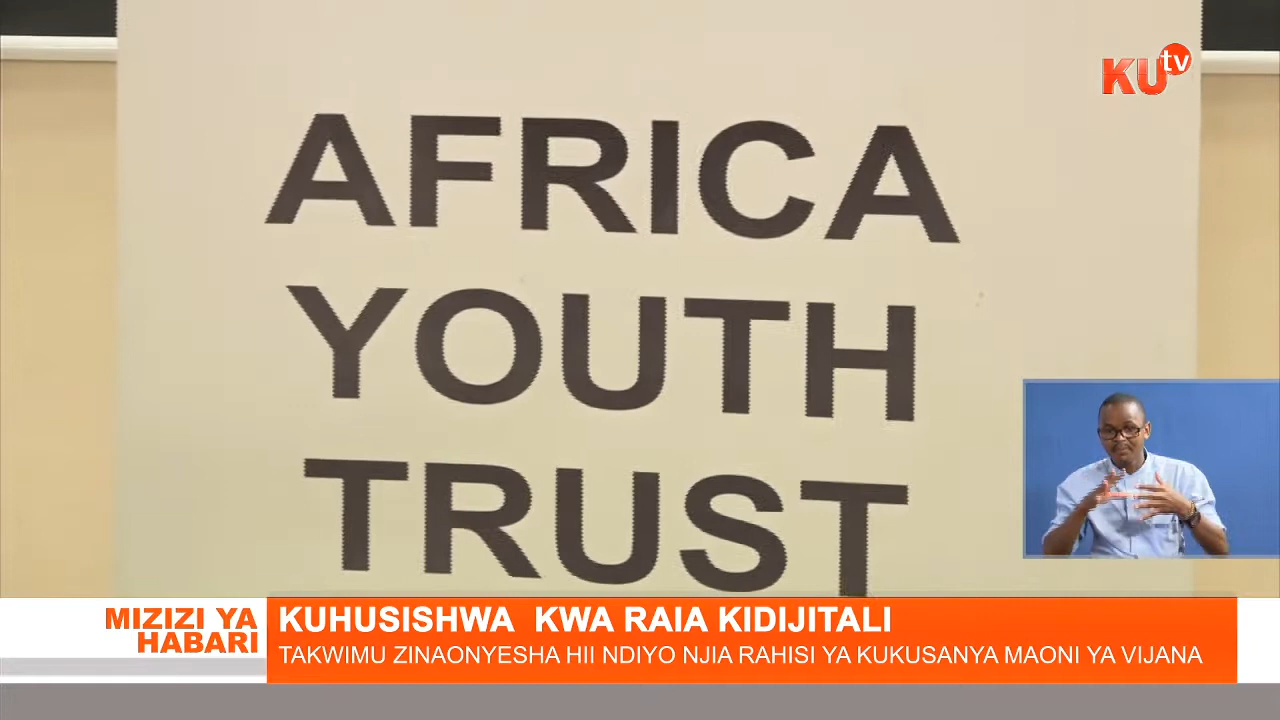 KU tv
AFRICA
YOUTH
TRUST
MIZIZI YA
HABARI
KUHUSISHWA KWA RAIA KIDIJITALI
TAKWIMU ZINAONYESHA HII NDIYO NJIA RAHISI YA KUKUSANYA MAONI YA VIJANA